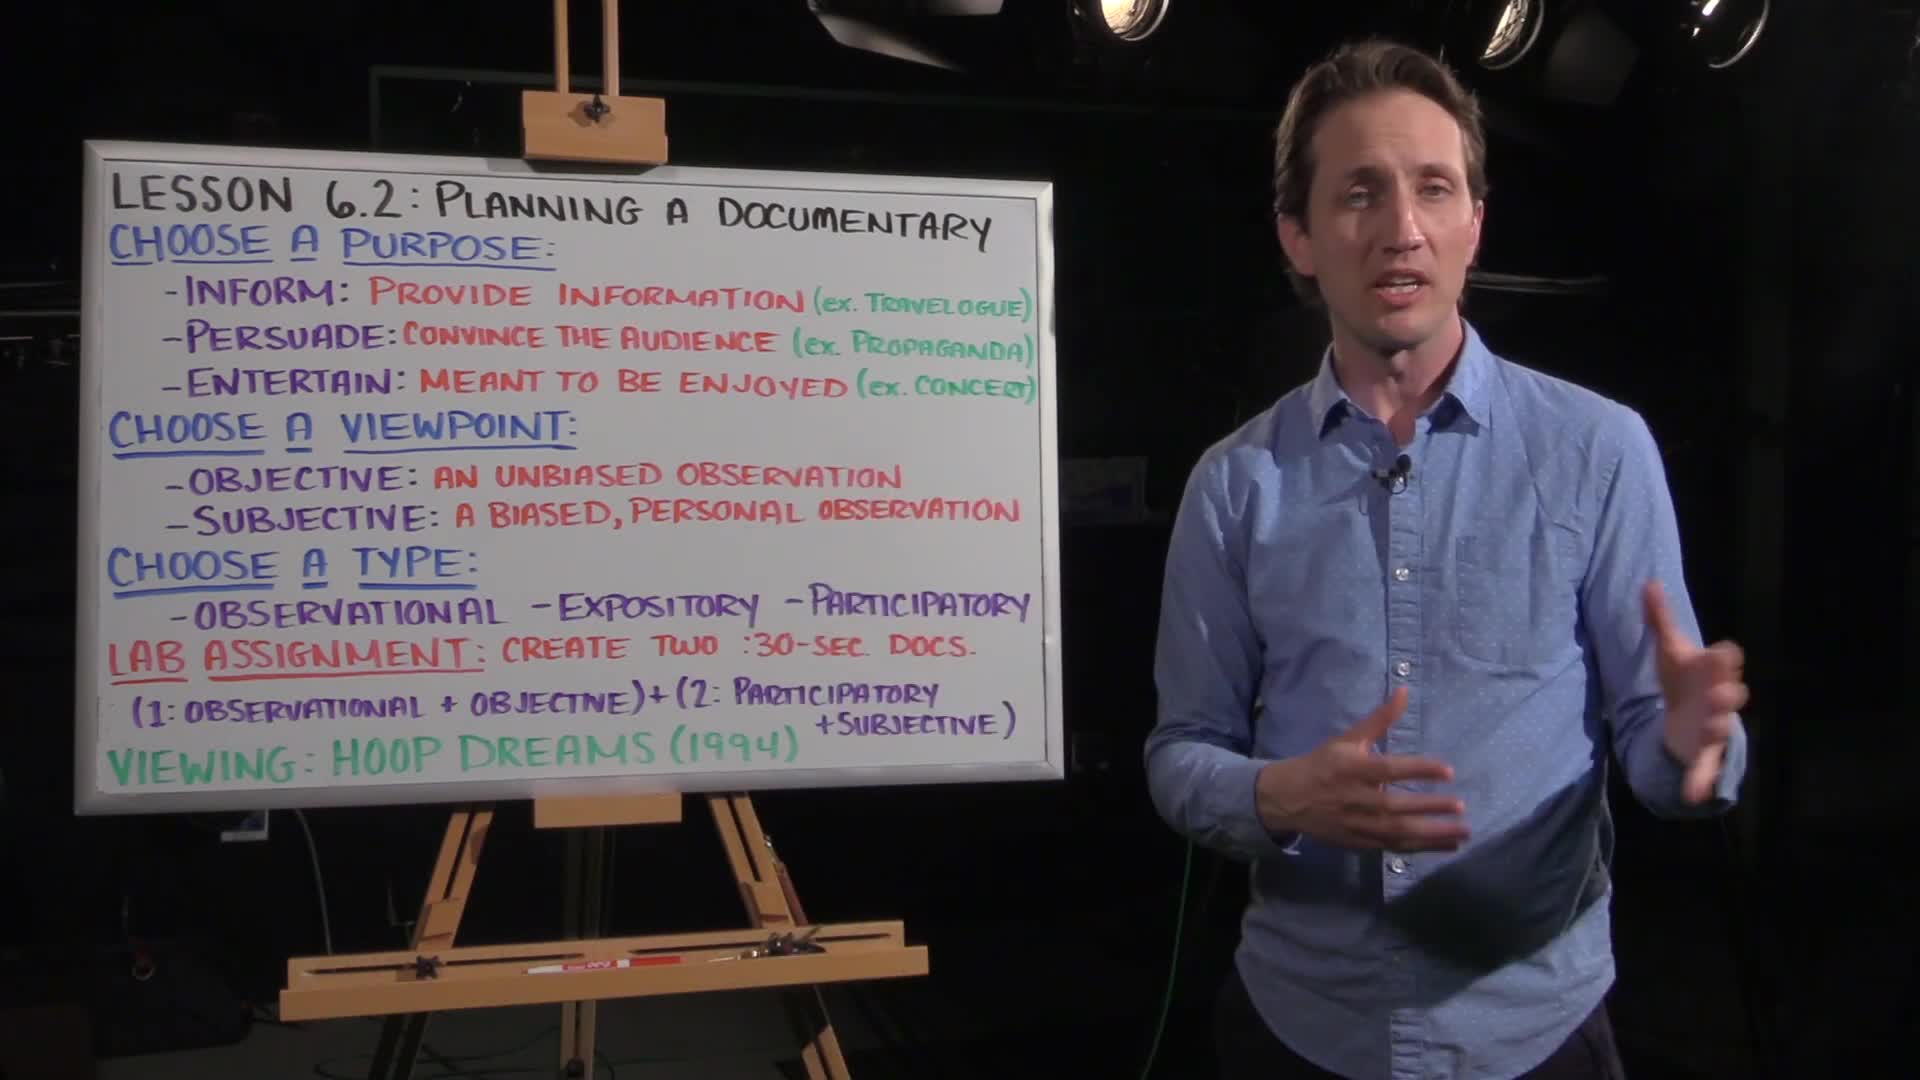 LESSON 6.2: PLANNING A DOCUMENTARY
CHOOSE A PURPOSE:
-INFORM: PROVIDE INFORMATION (ex. TRAVELOGUE)
-PERSUADE: CONVINCE THE AUDIENCE (ex. PROPAGANDA)
-ENTERTAIN: MEANT TO BE ENJOYED (ex. CONCERT)
CHOOSE A VIEWPOINT:
-OBJECTIVE: AN UNBIASED OBSERVATION
-SUBJECTIVE: A BIASED, PERSONAL OBSERVATION
CHOOSE A TYPE:
-OBSERVATIONAL -EXPOSITORY -PARTICIPATORY
LAB ASSIGNMENT: CREATE TWO :30-SEC. DOCS.
(1: OBSERVATIONAL + OBJECTIVE) + (2: PARTICIPATORY
+SUBJECTIVE)
VIEWING: HOOP DREAMS (1994)